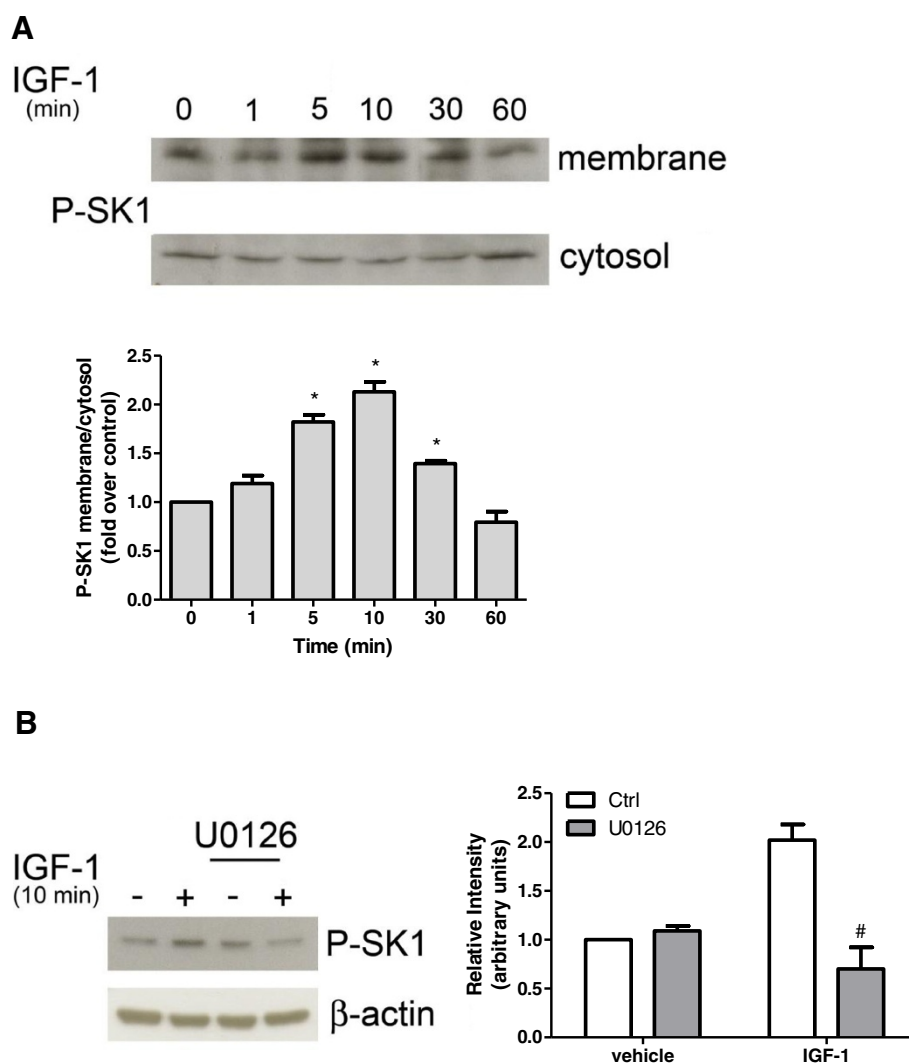 A
IGF-1
(min)
0 1 5 10 30 60
membrane
P-SK1
cytosol
P-SK1 membrane/cytosol
(fold over control)
2.5
2.0
1.5
1.0
0.5
0.0
*
*
*
0 1 5 10 30 60
Time (min)
B
U0126
IGF-1
(10 min)
- + - +
P-SK1
β-actin
Relative Intensity
(arbitrary units)
2.5
2.0
1.5
1.0
0.5
0.0
Ctrl
U0126
#
vehicle IGF-1